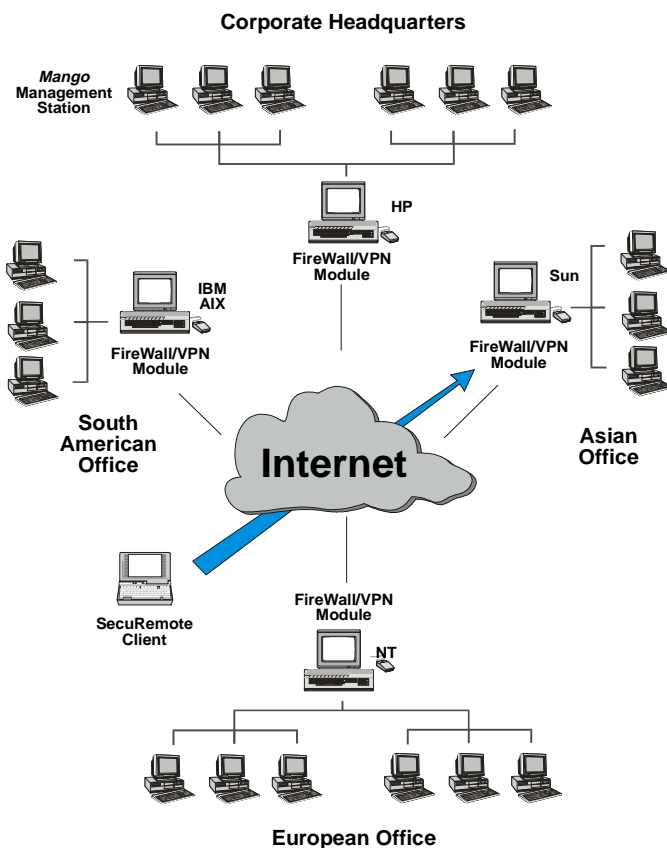 Corporate Headquarters
Mango
Management
Station
HP
FireWall/VPN
Module
IBM
AIX
FireWall/VPN
Module
Sun
FireWall/VPN
Module
South
American
Office
Asian
Office
Internet
SecuRemote
Client
FireWall/VPN
Module
NT
European Office